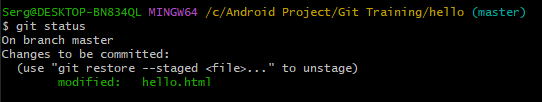 Serg@DESKTOP-BN834QL MINGW64 /c/Android Project/Git Training/hello (master)
$ git status
On branch master
Changes to be committed:
  (use "git restore --staged <file>..." to unstage)
        modified:   hello.html